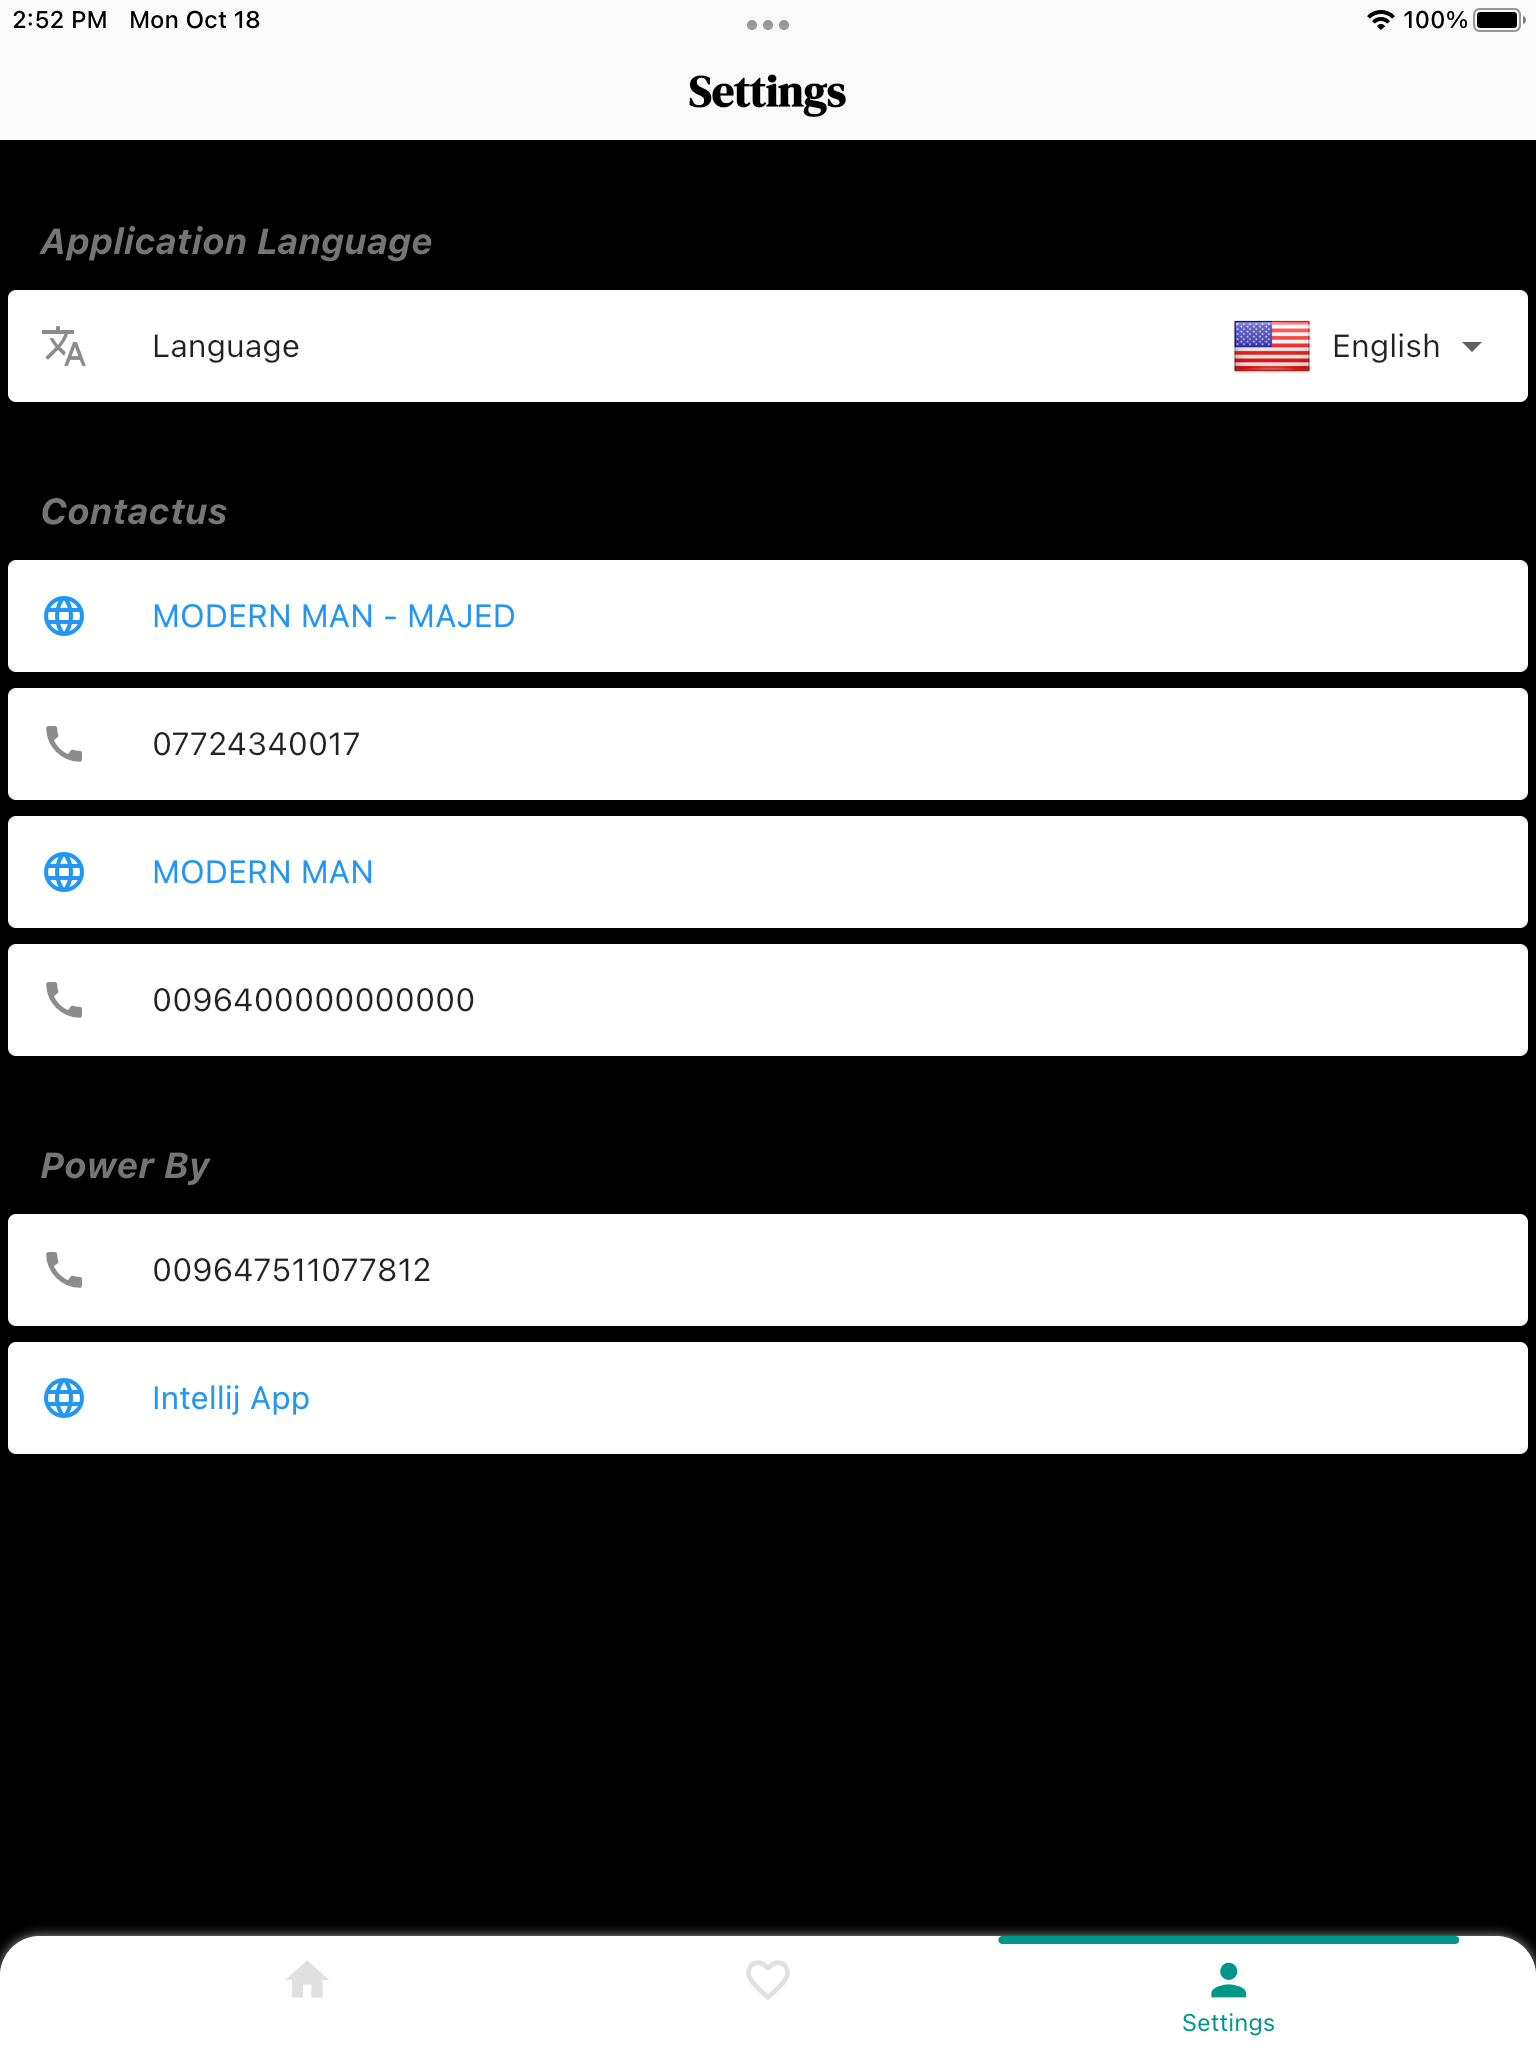 2:52 PM Mon Oct 18 100%
Settings
Application Language
Language English
Contactus
MODERN MAN - MAJED
07724340017
MODERN MAN
0096400000000000
Power By
009647511077812
Intellij App
Settings